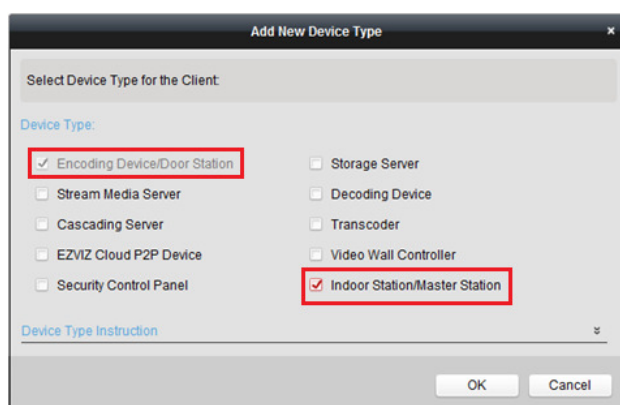 Add New Device Type
Select Device Type for the Client:
Device Type:
Encoding Device/Door Station
Storage Server
Stream Media Server
Decoding Device
Cascading Server
Transcoder
EZVIZ Cloud P2P Device
Video Wall Controller
Security Control Panel
Indoor Station/Master Station
Device Type Instruction
OK
Cancel